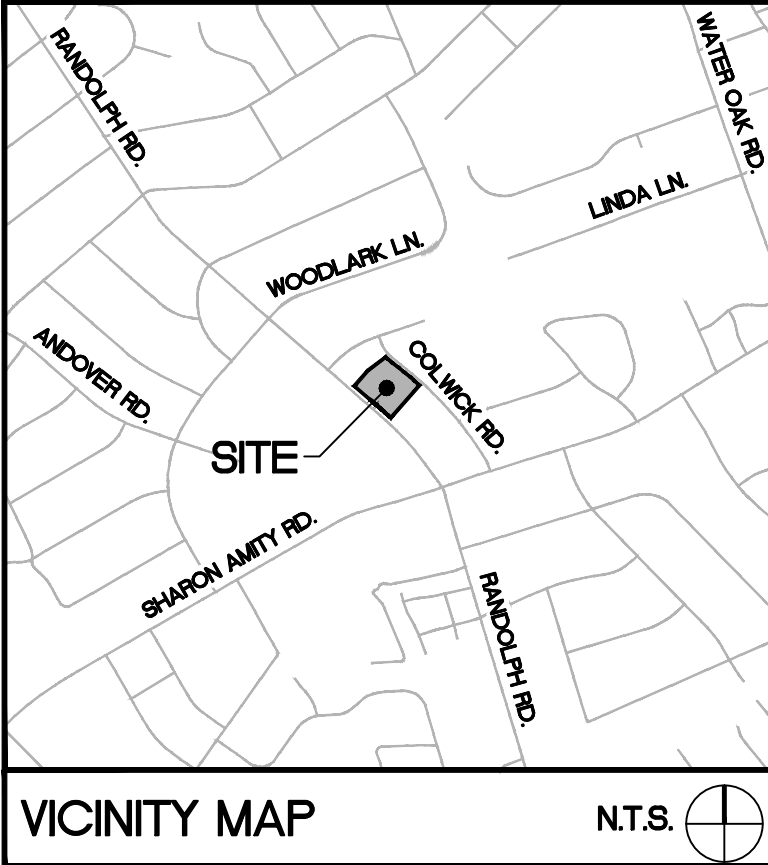 RANDOLPH RD.
WATER OAK RD.
LINDA LN.
WOODLARK LN.
ANDOVER RD.
COLWICK RD.
SITE
SHARON AMITY RD.
RANDOLPH RD.
VICINITY MAP
N.T.S.